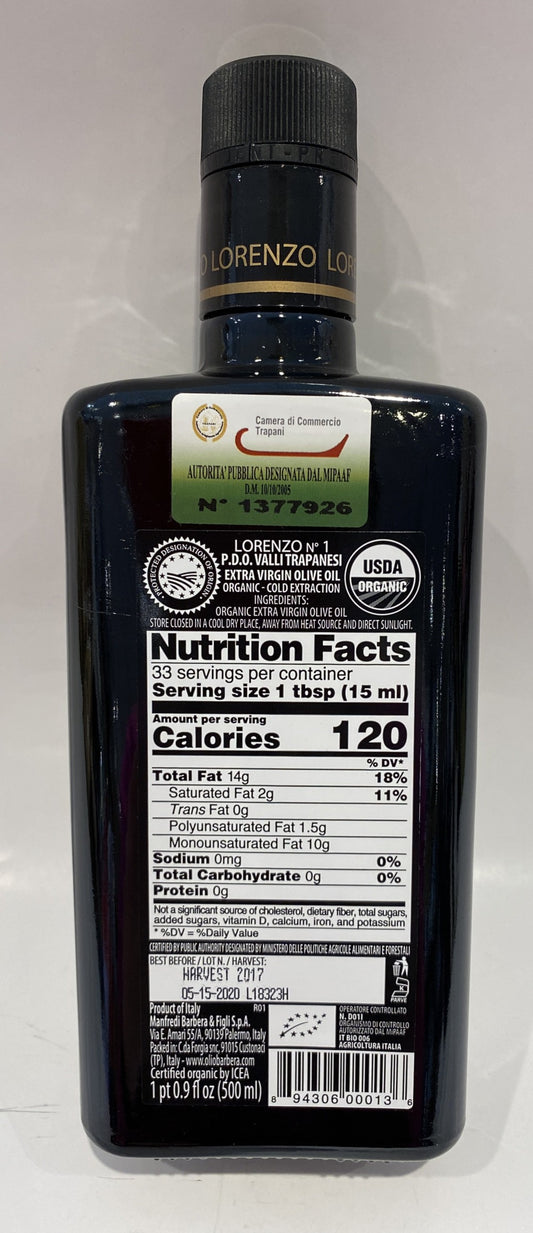 LORENZO LOR
Camera di Commercio
Trapani
AUTORITA' PUBBLICA DESIGNATA DAL MIPAAF
D.M. 10/10/2005
N° 1377926
PROTECTED DESIGNATION OF ORIGIN
LORENZO N° 1
P.D.O. VALLI TRAPANESI
EXTRA VIRGIN OLIVE OIL
ORGANIC - COLD EXTRACTION
INGREDIENTS:
ORGANIC EXTRA VIRGIN OLIVE OIL
USDA
ORGANIC
STORE CLOSED IN A COOL DRY PLACE, AWAY FROM HEAT SOURCE AND DIRECT SUNLIGHT.
Nutrition Facts
33 servings per container
Serving size 1 tbsp (15 ml)
Amount per serving
Calories 120
% DV*
Total Fat 14g 18%
Saturated Fat 2g 11%
Trans Fat 0g
Polyunsaturated Fat 1.5g
Monounsaturated Fat 10g
Sodium 0mg 0%
Total Carbohydrate 0g 0%
Protein 0g
Not a significant source of cholesterol, dietary fiber, total sugars,
added sugars, vitamin D, calcium, iron, and potassium
* %DV = %Daily Value
CERTIFIED BY PUBLIC AUTHORITY DESIGNATED BY MINISTERO DELLE POLITICHE AGRICOLE ALIMENTARI E FORESTALI
BEST BEFORE / LOT N. / HARVEST:
HARVEST 2017
05-15-2020 L18323H
K
PARVE
Product of Italy R01
Manfredi Barbera & Figli S.p.A.
Via E. Amari 55/A, 90139 Palermo, Italy
Packed in: C.da Forgia snc, 91015 Custonaci
(TP), Italy - www.oliobarbera.com
Certified organic by ICEA
1 pt 0.9 fl oz (500 ml)
OPERATORE CONTROLLATO
N. D01I
ORGANISMO DI CONTROLLO
AUTORIZZATO DAL MIPAAF
IT BIO 006
AGRICOLTURA ITALIA
8 94306 00013 6